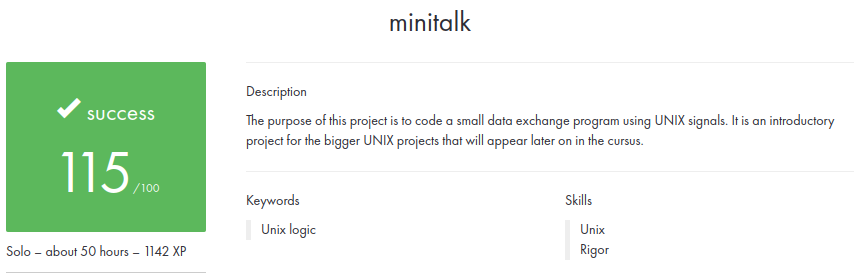 minitalk
✔ success
115 /100
Solo – about 50 hours – 1142 XP
Description
The purpose of this project is to code a small data exchange program using UNIX signals. It is an introductory
project for the bigger UNIX projects that will appear later on in the cursus.
Keywords
Unix logic
Skills
Unix
Rigor